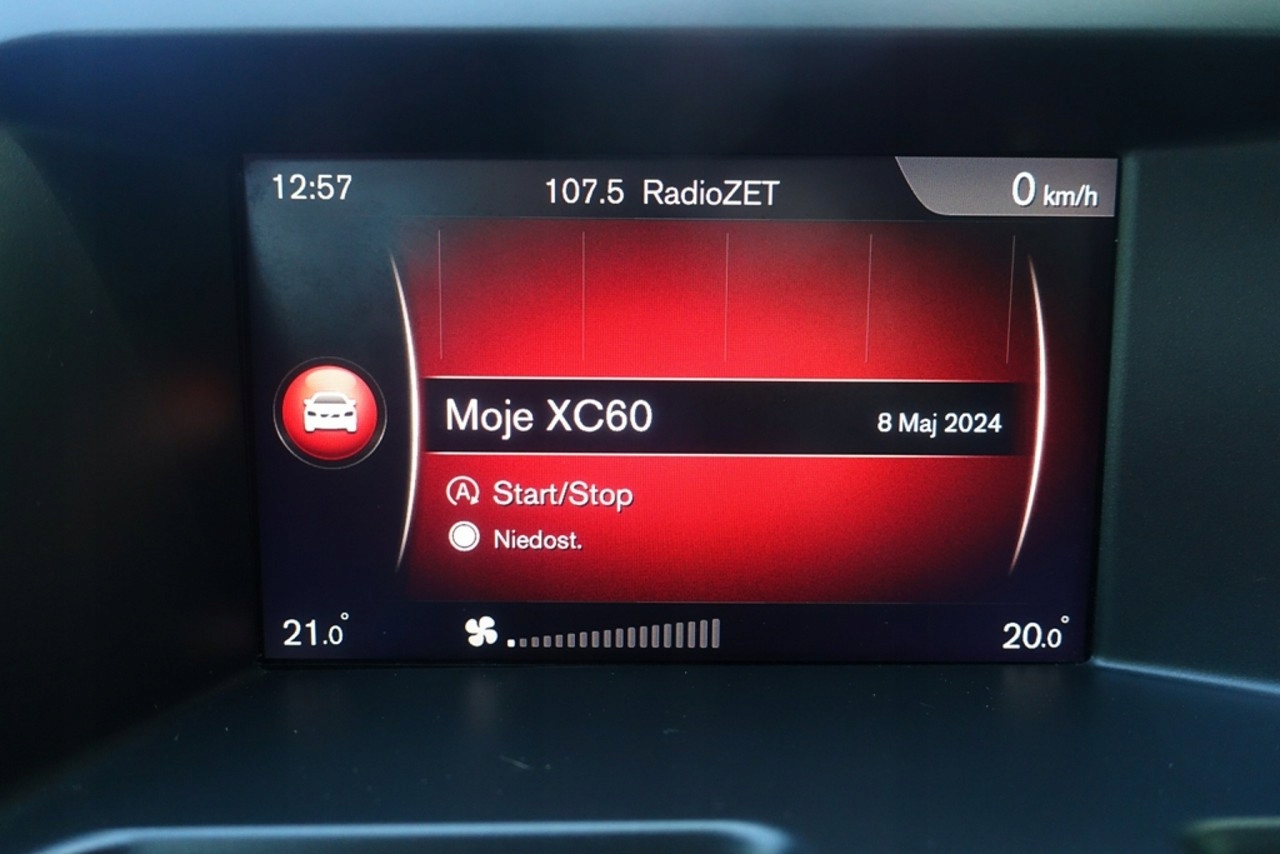 12:57 107.5 RadioZET 0 km/h
Moje XC60 8 Maj 2024
A Start/Stop
Niedost.
21.0° 20.0°